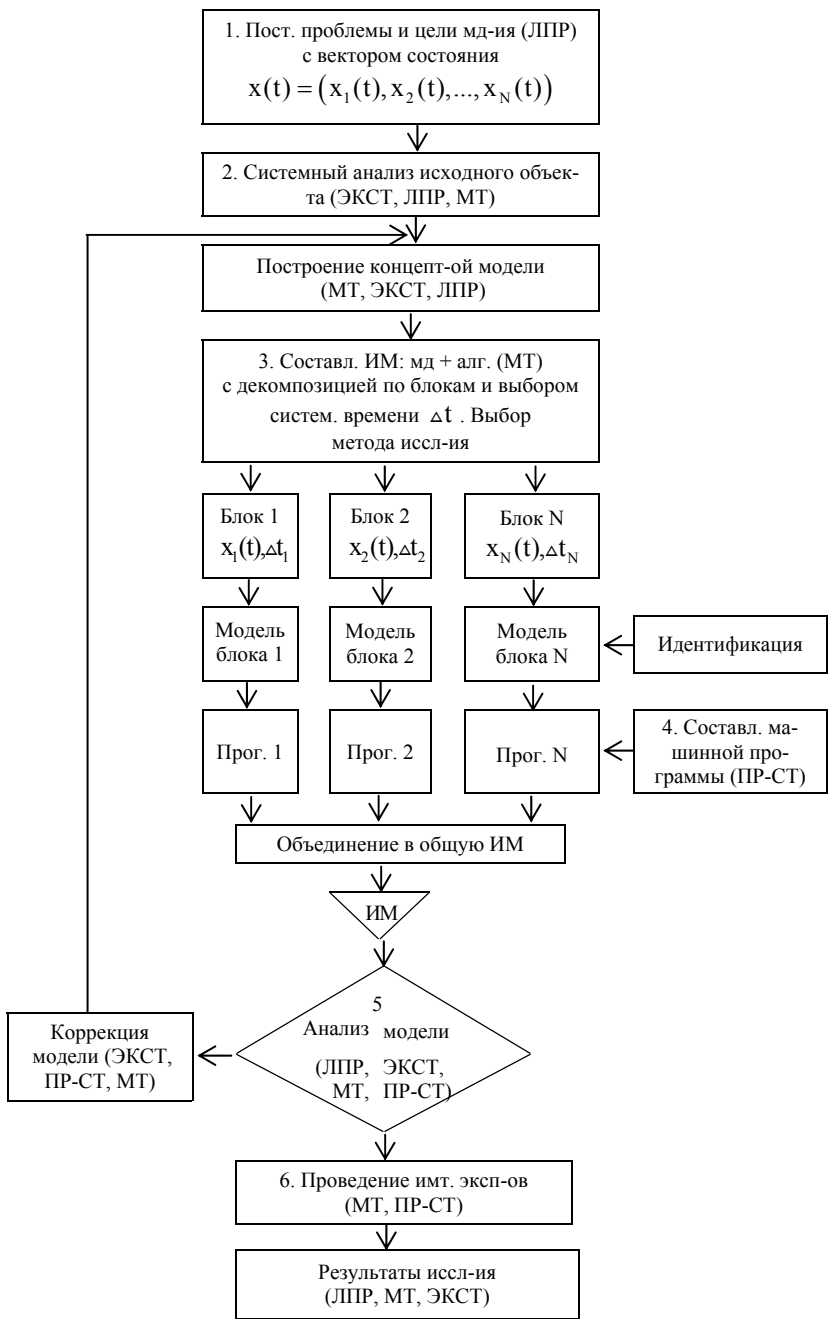 1. Пост. проблемы и цели мд-ия (ЛПР)
с вектором состояния
x(t) = (x₁(t), x₂(t),..., x_N(t))
2. Системный анализ исходного объек-
та (ЭКСТ, ЛПР, МТ)
Построение концепт-ой модели
(МТ, ЭКСТ, ЛПР)
3. Составл. ИМ: мд + алг. (МТ)
с декомпозицией по блокам и выбором
систем. времени △t . Выбор
метода иссл-ия
Блок 1
x₁(t),△t₁
Блок 2
x₂(t),△t₂
Блок N
x_N(t),△t_N
Модель
блока 1
Модель
блока 2
Модель
блока N
Идентификация
Прог. 1
Прог. 2
Прог. N
4. Составл. ма-
шинной про-
граммы (ПР-СТ)
Объединение в общую ИМ
ИМ
5
Анализ модели
(ЛПР, ЭКСТ,
МТ, ПР-СТ)
Коррекция
модели (ЭКСТ,
ПР-СТ, МТ)
6. Проведение имт. эксп-ов
(МТ, ПР-СТ)
Результаты иссл-ия
(ЛПР, МТ, ЭКСТ)